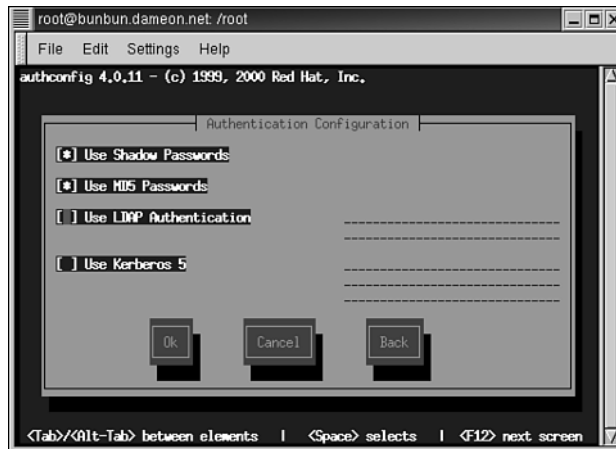 root@bunbun.dameon.net: /root
File Edit Settings Help
authconfig 4.0.11 - (c) 1999, 2000 Red Hat, Inc.
Authentication Configuration
[*] Use Shadow Passwords
[*] Use MD5 Passwords
[ ] Use LDAP Authentication
[ ] Use Kerberos 5
Ok Cancel Back
<Tab>/<Alt-Tab> between elements | <Space> selects | <F12> next screen